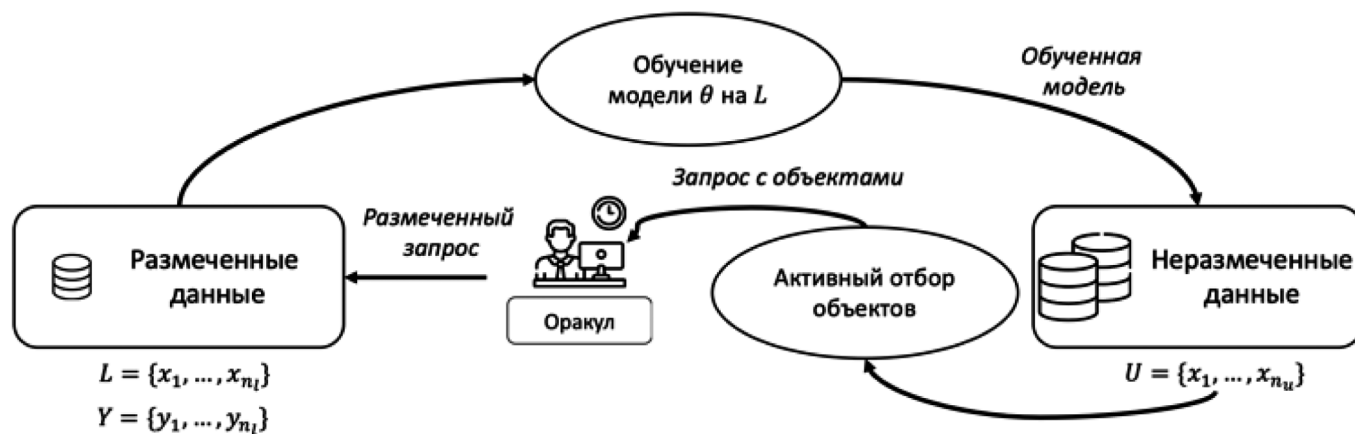 Обучение
модели θ на L
Обученная
модель
Запрос с объектами
Размеченный
запрос
Размеченные
данные
Оракул
Активный отбор
объектов
Неразмеченные
данные
L = {x₁, …, xₙₗ}
Y = {y₁, …, yₙₗ}
U = {x₁, …, xₙᵤ}